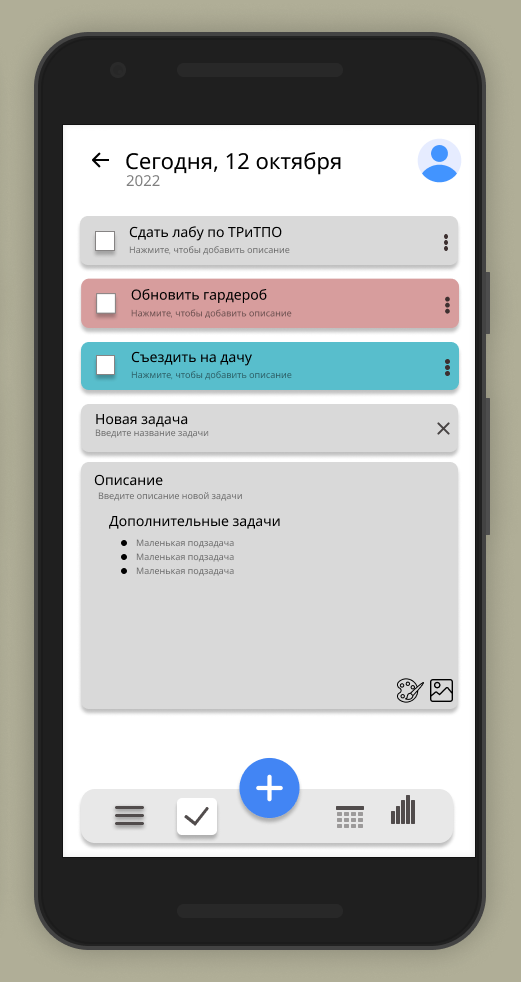 Сегодня, 12 октября
2022
Сдать лабу по ТРиТПО
Нажмите, чтобы добавить описание
Обновить гардероб
Нажмите, чтобы добавить описание
Съездить на дачу
Нажмите, чтобы добавить описание
Новая задача
Введите название задачи
Описание
Введите описание новой задачи
Дополнительные задачи
Маленькая подзадача
Маленькая подзадача
Маленькая подзадача